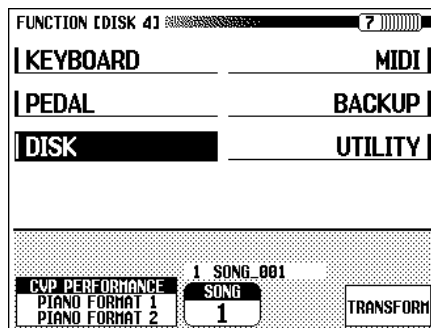 FUNCTION [DISK 4] 7
KEYBOARD MIDI
PEDAL BACKUP
DISK UTILITY
1 SONG_001
CVP PERFORMANCE
PIANO FORMAT 1
PIANO FORMAT 2
SONG
1
TRANSFORM